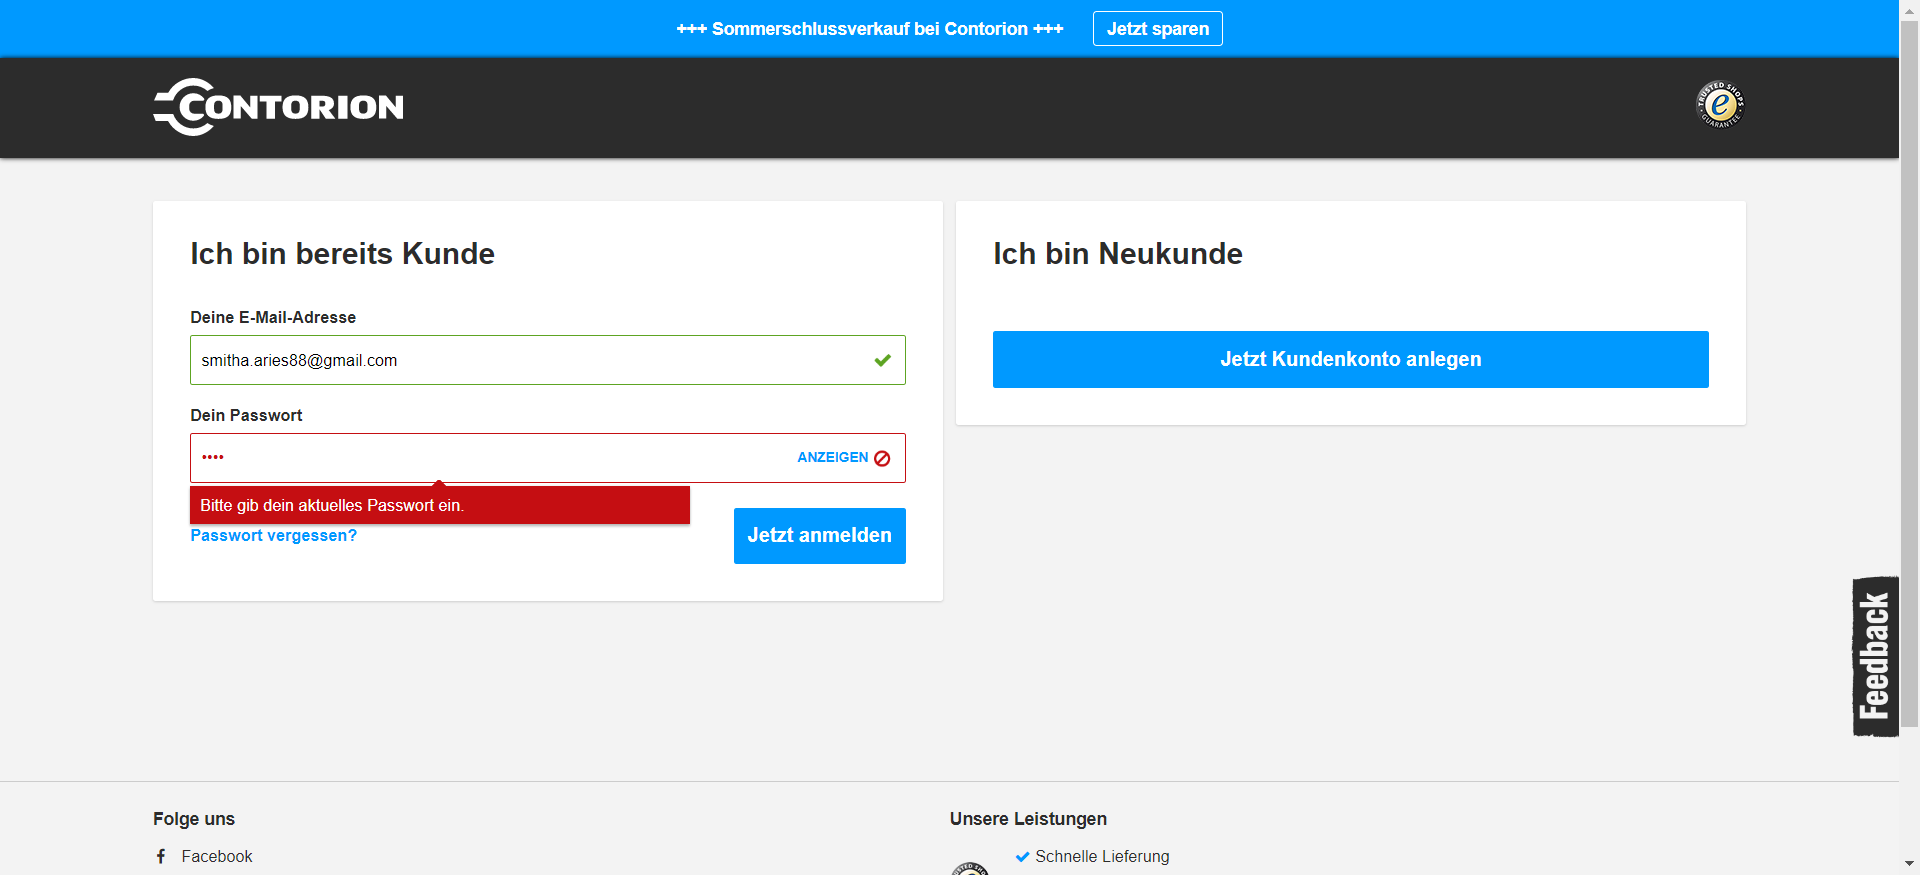 +++ Sommerschlussverkauf bei Contorion +++ Jetzt sparen
CONTORION
TRUSTED SHOPS
e
GUARANTEE
Ich bin bereits Kunde
Deine E-Mail-Adresse
smitha.aries88@gmail.com
Dein Passwort
•••• ANZEIGEN
Bitte gib dein aktuelles Passwort ein.
Passwort vergessen?
Jetzt anmelden
Ich bin Neukunde
Jetzt Kundenkonto anlegen
Feedback
Folge uns
Facebook
Unsere Leistungen
Schnelle Lieferung